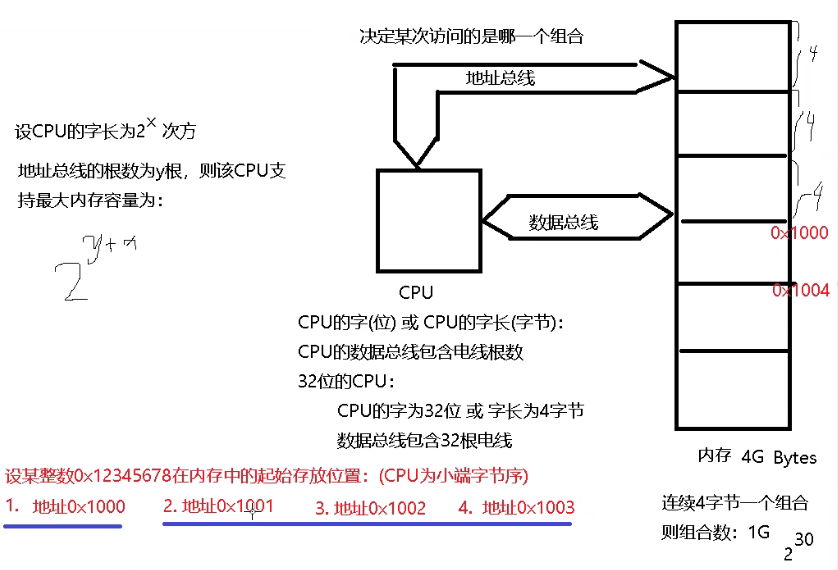 决定某次访问的是哪一个组合
地址总线
4
4
4
设CPU的字长为2^x 次方
地址总线的根数为y根，则该CPU支
持最大内存容量为：
2^y+x
数据总线
0x1000
0x1004
CPU
CPU的字(位) 或 CPU的字长(字节)：
CPU的数据总线包含电线根数
32位的CPU：
CPU的字为32位 或 字长为4字节
数据总线包含32根电线
内存 4G Bytes
连续4字节一个组合
则组合数：1G
2^30
设某整数0x12345678在内存中的起始存放位置：(CPU为小端字节序)
1. 地址0x1000 2. 地址0x1001 3. 地址0x1002 4. 地址0x1003